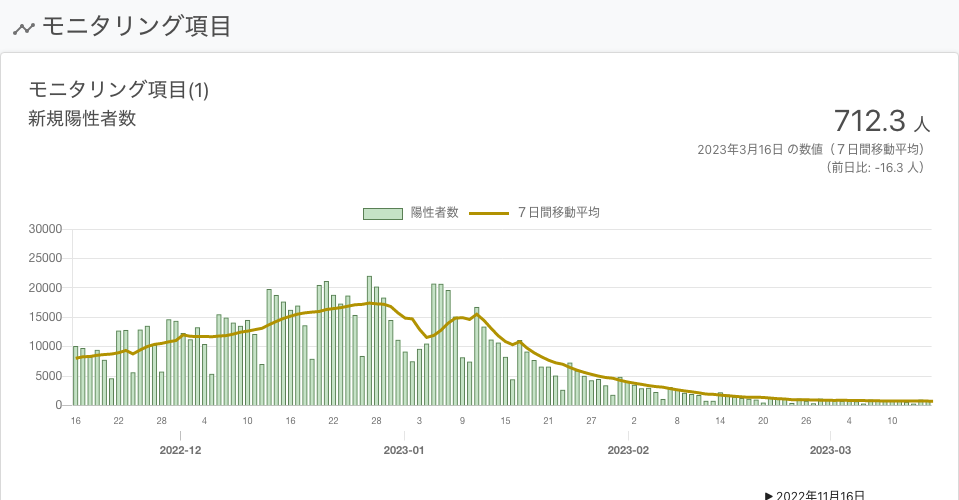 モニタリング項目
モニタリング項目(1)
新規陽性者数
712.3 人
2023年3月16日 の数値（７日間移動平均）
（前日比: -16.3 人）
陽性者数 ７日間移動平均
30000
25000
20000
15000
10000
5000
0
16 22 28 4 10 16 22 28 3 9 15 21 27 2 8 14 20 26 4 10
2022-12 2023-01 2023-02 2023-03
▶ 2022年11月16日